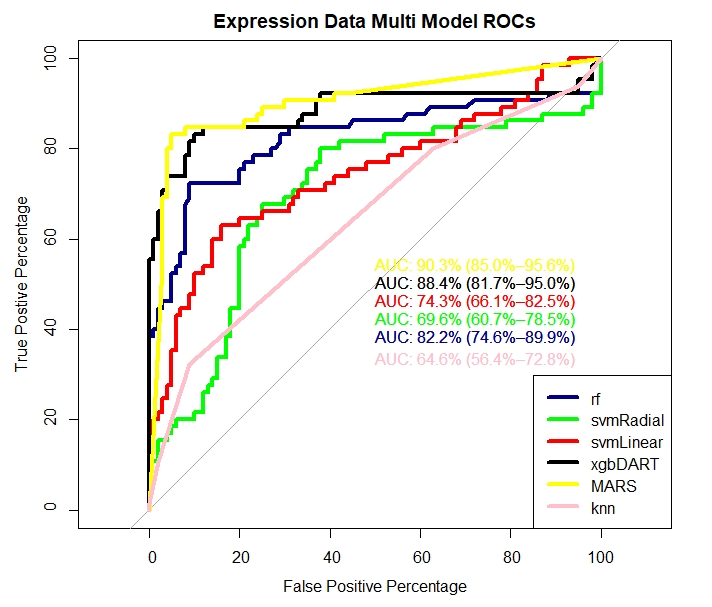 Expression Data Multi Model ROCs
True Postive Percentage
0
20
40
60
80
100
AUC: 90.3% (85.0%–95.6%)
AUC: 88.4% (81.7%–95.0%)
AUC: 74.3% (66.1%–82.5%)
AUC: 69.6% (60.7%–78.5%)
AUC: 82.2% (74.6%–89.9%)
AUC: 64.6% (56.4%–72.8%)
rf
svmRadial
svmLinear
xgbDART
MARS
knn
0 20 40 60 80 100
False Positive Percentage